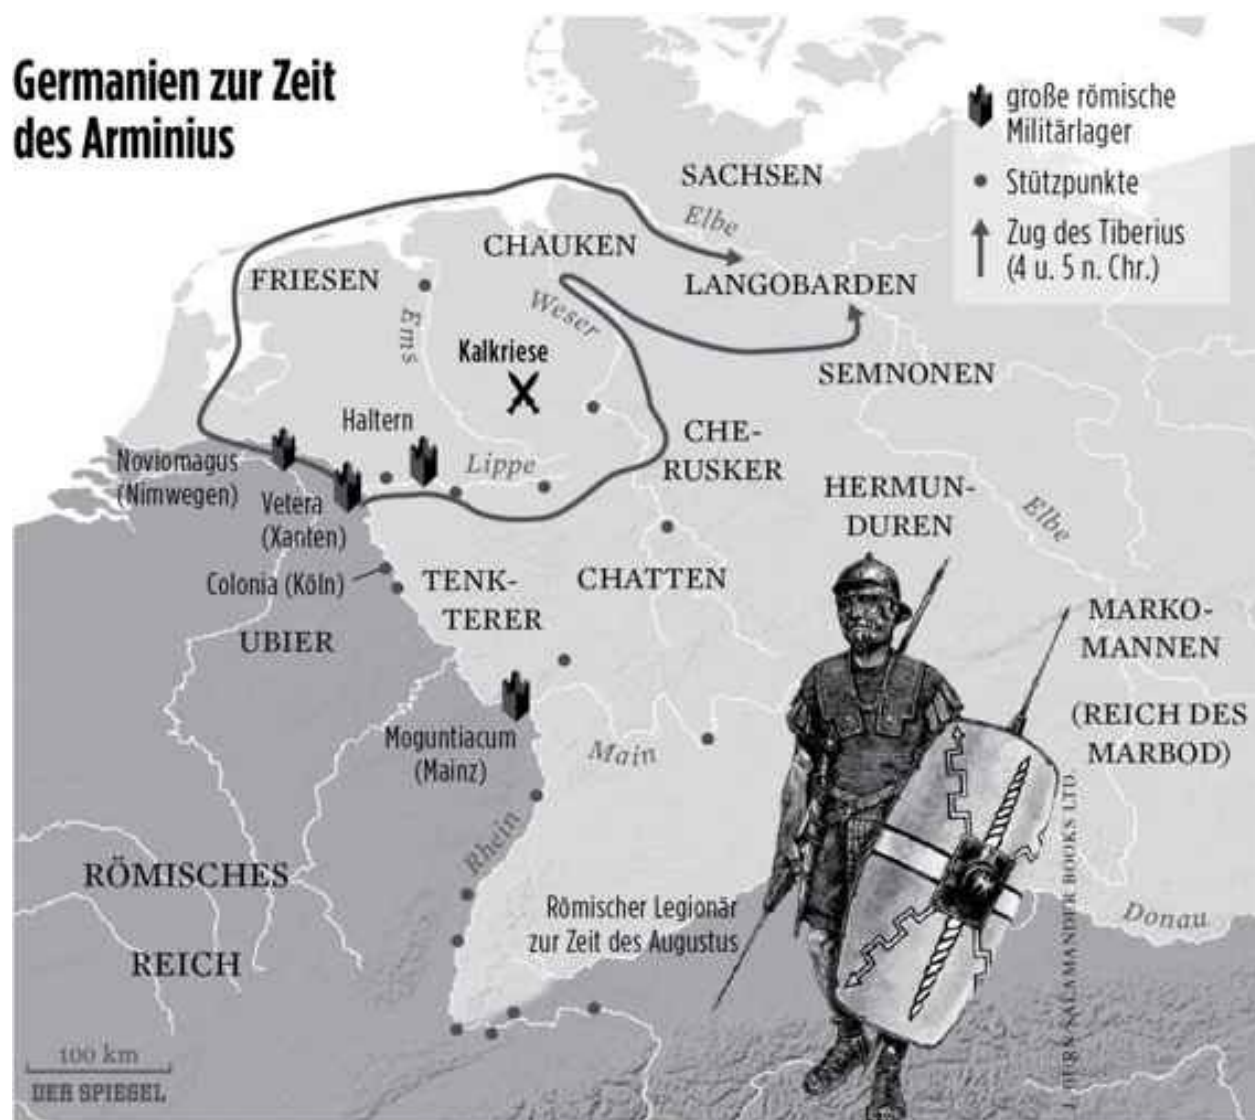 Germanien zur Zeit
des Arminius
große römische
Militärlager
Stützpunkte
Zug des Tiberius
(4 u. 5 n. Chr.)
SACHSEN
Elbe
CHAUKEN
FRIESEN
LANGOBARDEN
Weser
Ems
Kalkriese
SEMNONEN
Haltern
CHE-
RUSKER
Noviomagus
(Nimwegen)
Lippe
Vetera
(Xanten)
HERMUN-
DUREN
Elbe
Colonia (Köln)
TENK-
TERER
CHATTEN
UBIER
MARKO-
MANNEN
(REICH DES
MARBOD)
Moguntiacum
(Mainz)
Main
Rhein
RÖMISCHES
REICH
Römischer Legionär
zur Zeit des Augustus
Donau
SALAMANDER BOOKS LTD.
100 km
DER SPIEGEL